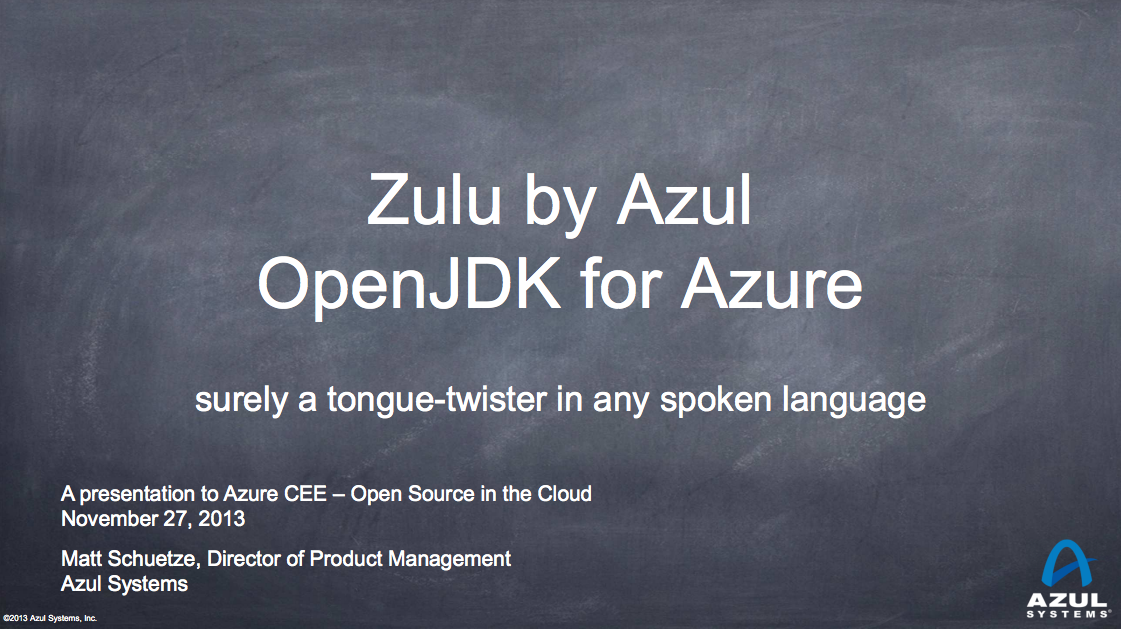 Zulu by Azul
OpenJDK for Azure
surely a tongue-twister in any spoken language
A presentation to Azure CEE – Open Source in the Cloud
November 27, 2013
Matt Schuetze, Director of Product Management
Azul Systems
©2013 Azul Systems, Inc.
AZUL
SYSTEMS®